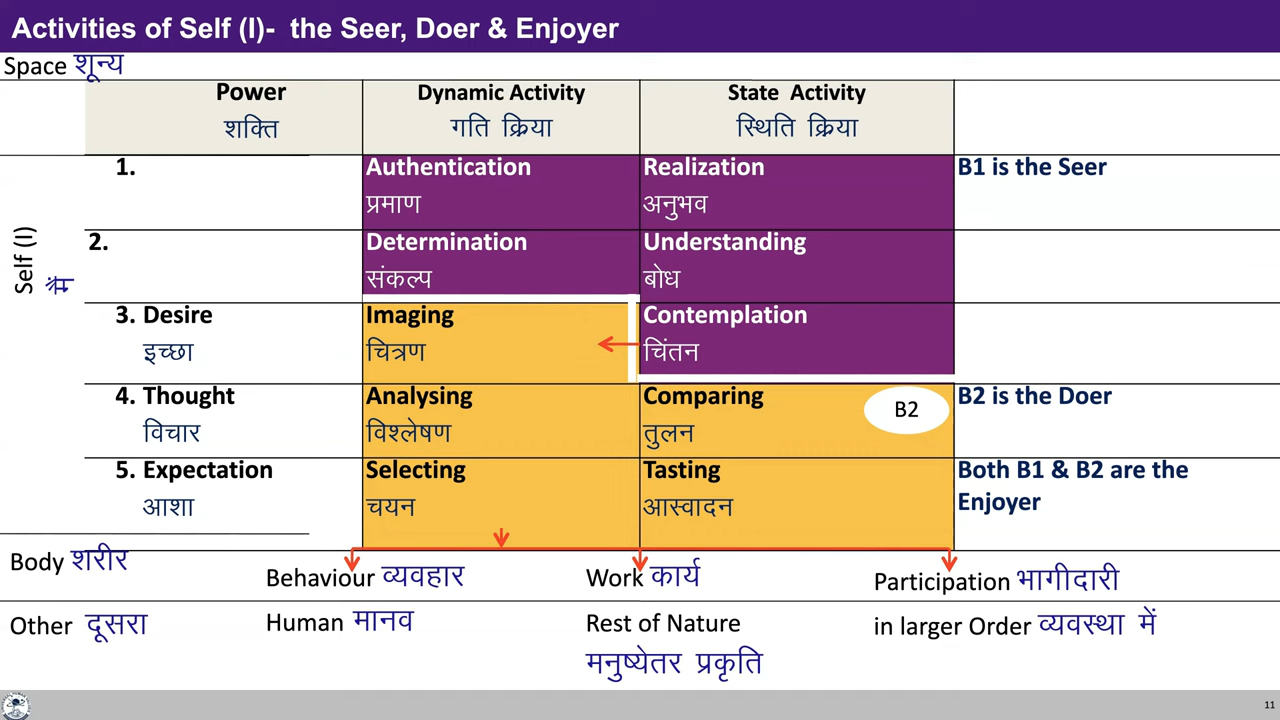 Activities of Self (I)- the Seer, Doer & Enjoyer
Space शून्य
Power
शक्ति
Dynamic Activity
गति क्रिया
State Activity
स्थिति क्रिया
Self (I)
मैं
1.
Authentication
प्रमाण
Realization
अनुभव
B1 is the Seer
2.
Determination
संकल्प
Understanding
बोध
3. Desire
इच्छा
Imaging
चित्रण
Contemplation
चिंतन
4. Thought
विचार
Analysing
विश्लेषण
Comparing
तुलन
B2
B2 is the Doer
5. Expectation
आशा
Selecting
चयन
Tasting
आस्वादन
Both B1 & B2 are the
Enjoyer
Body शरीर
Behaviour व्यवहार
Work कार्य
Participation भागीदारी
Other दूसरा
Human मानव
Rest of Nature
मनुष्येतर प्रकृति
in larger Order व्यवस्था में
11